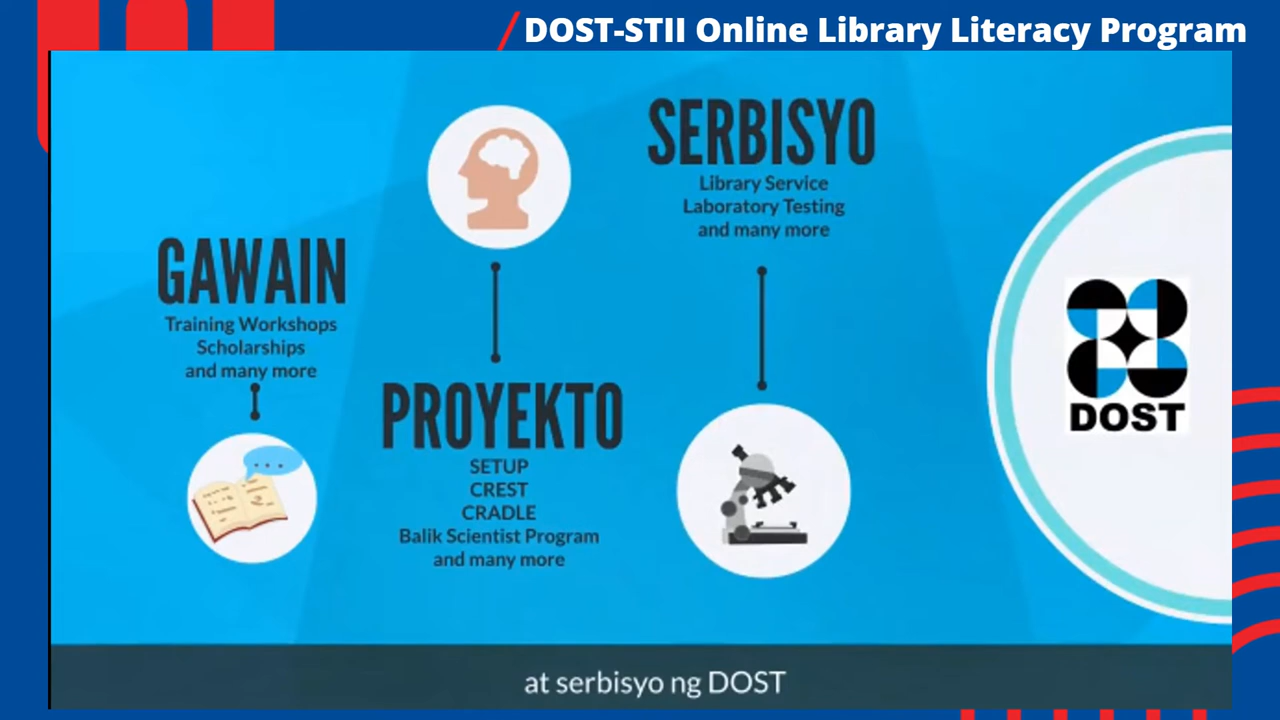 /DOST-STII Online Library Literacy Program
GAWAIN
Training Workshops
Scholarships
and many more
PROYEKTO
SETUP
CREST
CRADLE
Balik Scientist Program
and many more
SERBISYO
Library Service
Laboratory Testing
and many more
DOST
at serbisyo ng DOST